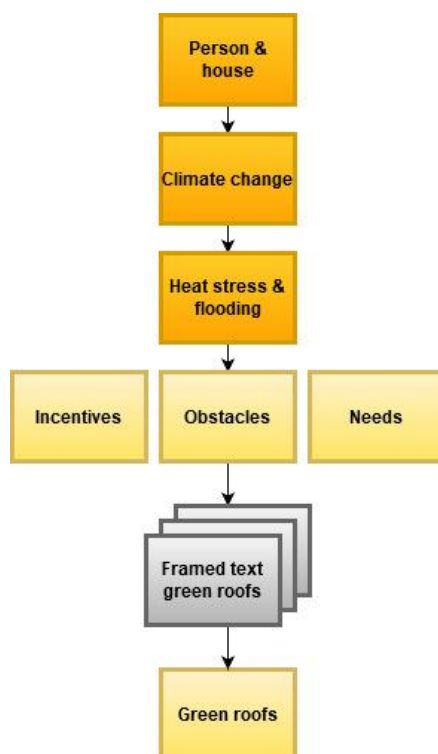 Person &
house
Climate change
Heat stress &
flooding
Incentives
Obstacles
Needs
Framed text
green roofs
Green roofs